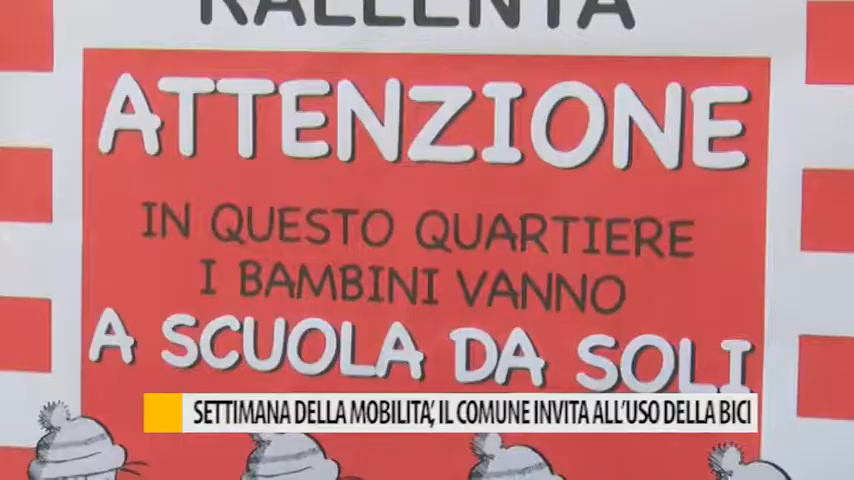 RALLENTA
ATTENZIONE
IN QUESTO QUARTIERE
I BAMBINI VANNO
A SCUOLA DA SOLI
SETTIMANA DELLA MOBILITA', IL COMUNE INVITA ALL'USO DELLA BICI